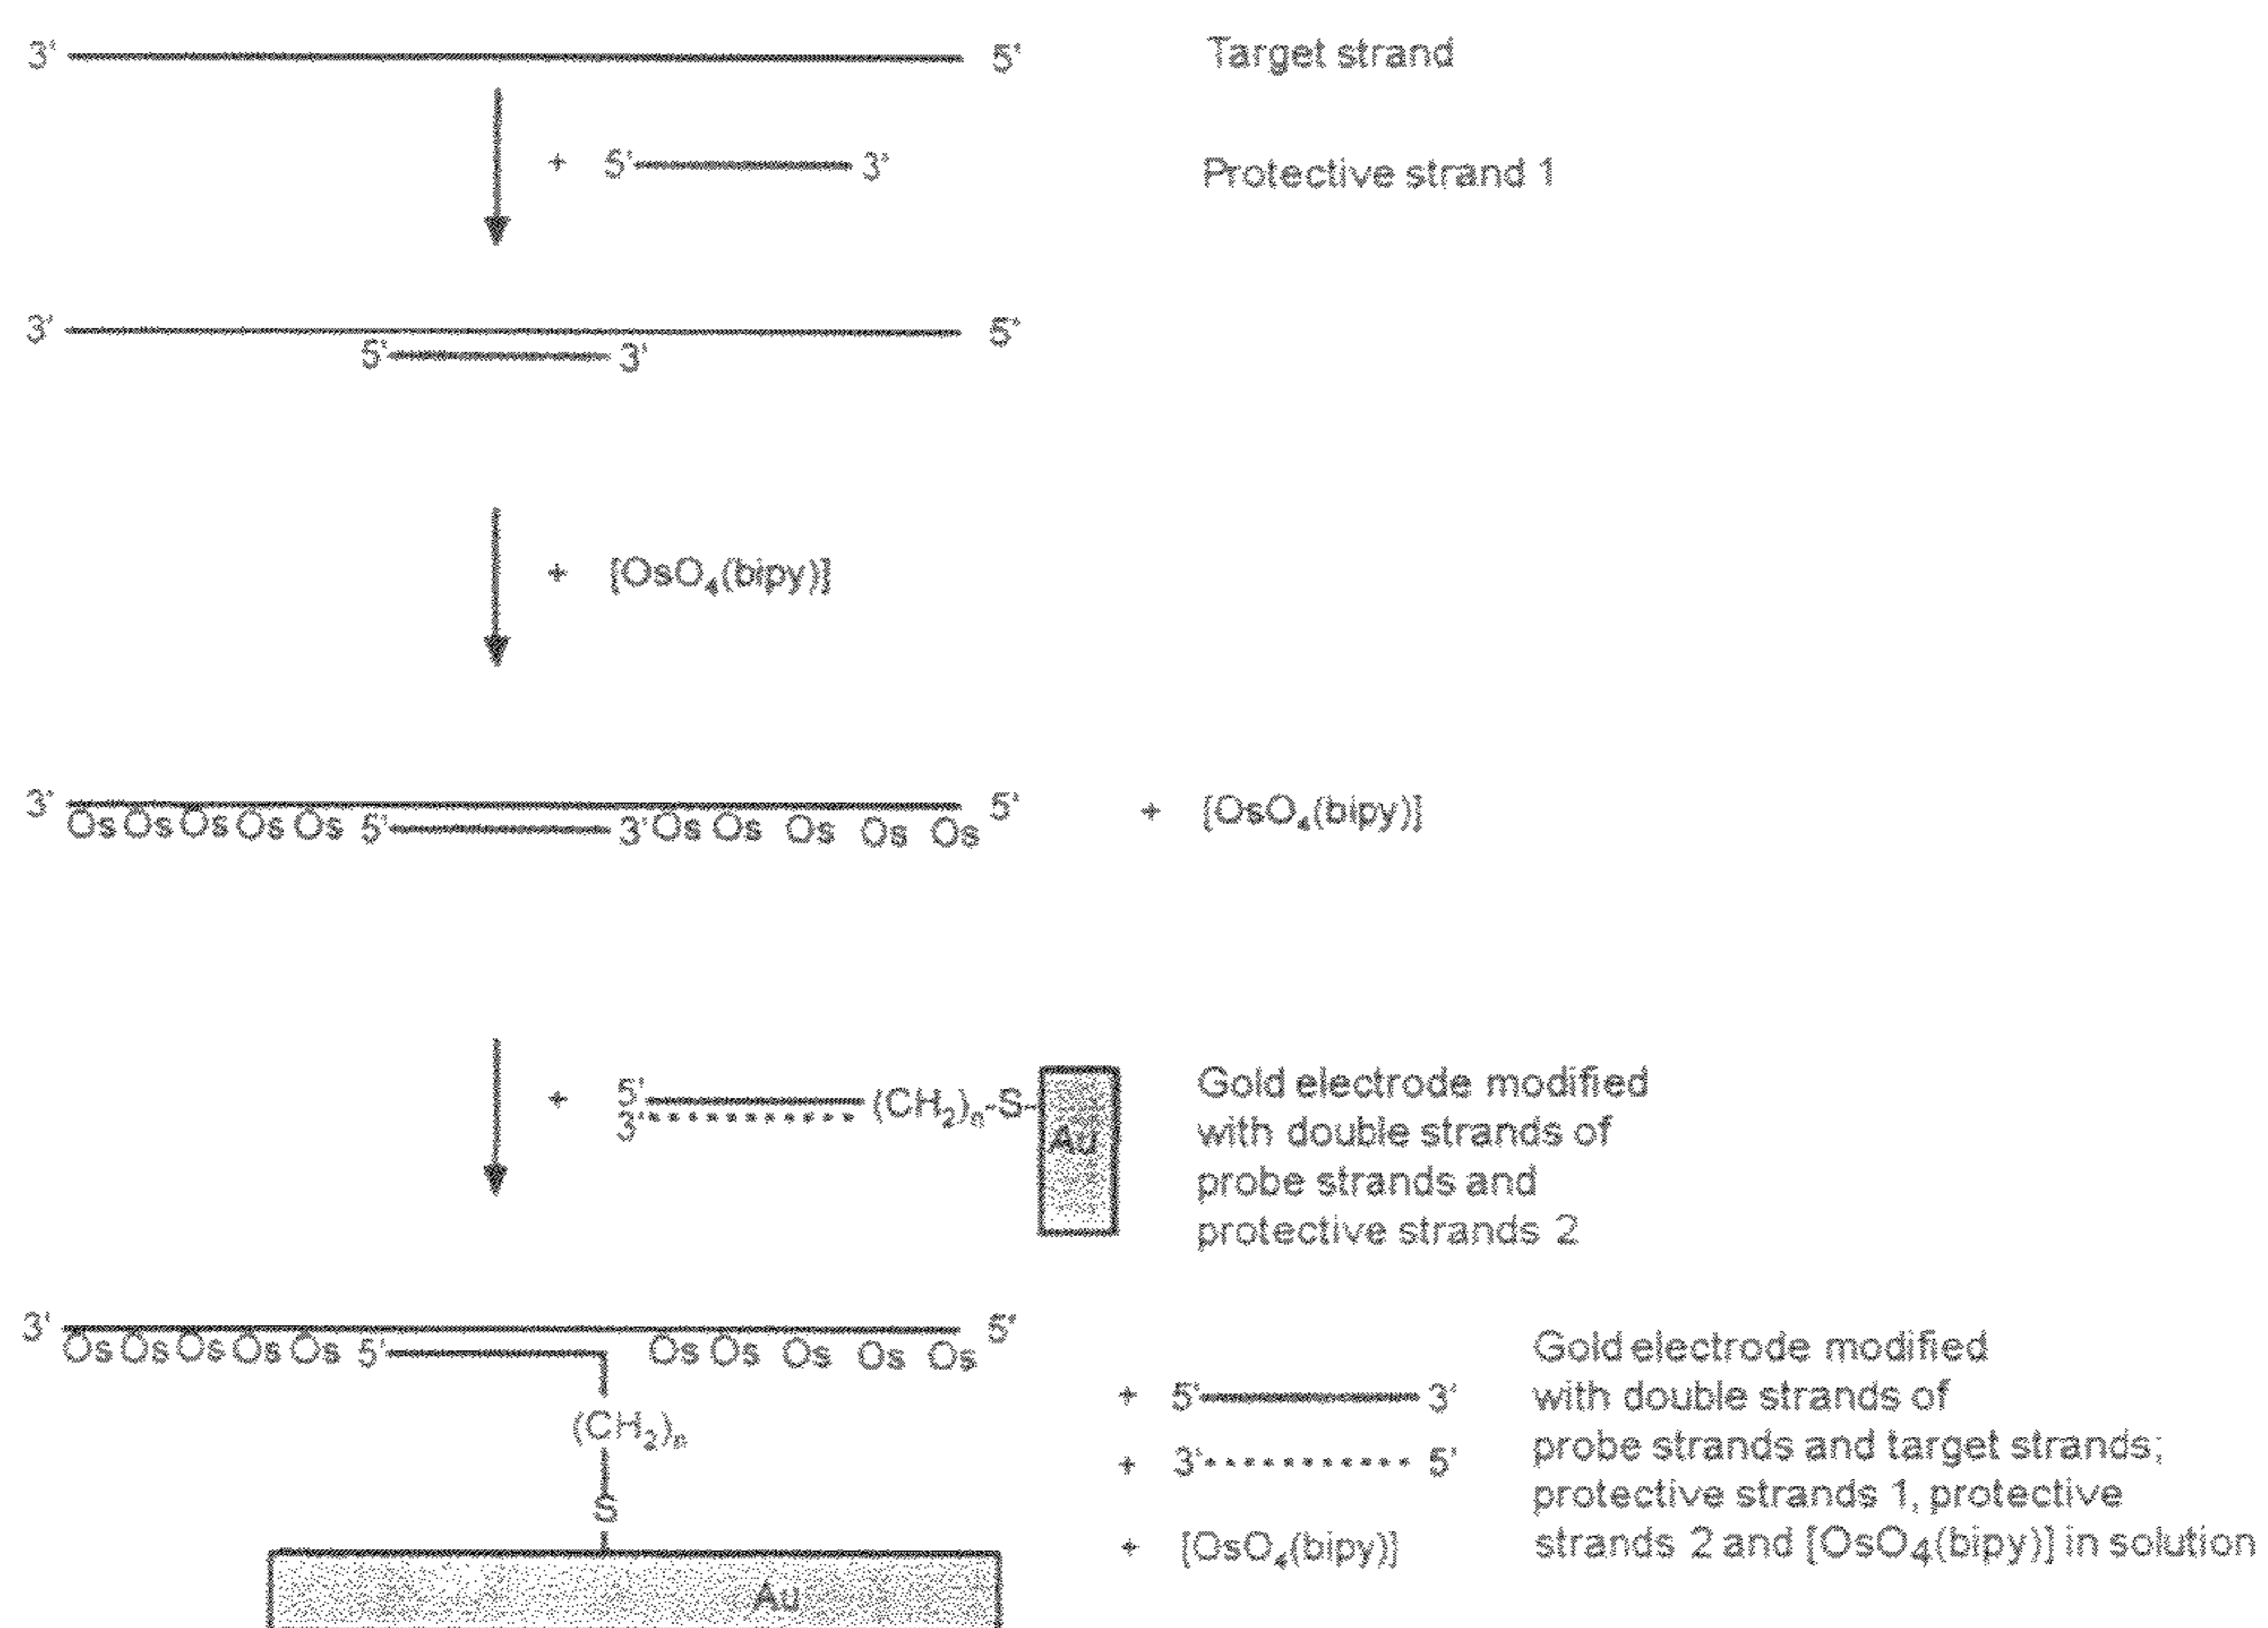 3' 5' Target strand
+ 5' 3' Protective strand 1
3' 5'
5' 3'
+ [OsO₄(bipy)]
3' 5' + [OsO₄(bipy)]
Os Os Os Os Os 5' 3' Os Os Os Os Os
+ 5' (CH₂)ₙ-S- Au
3'
Gold electrode modified
with double strands of
probe strands and
protective strands 2
3' 5'
Os Os Os Os Os 5' Os Os Os Os Os
(CH₂)ₙ
S
Au
+ 5' 3'
+ 3' 5'
+ [OsO₄(bipy)]
Gold electrode modified
with double strands of
probe strands and target strands;
protective strands 1, protective
strands 2 and [OsO4(bipy)] in solution